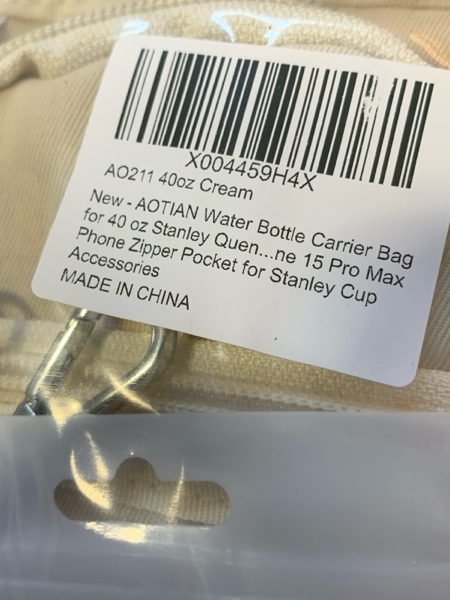 X004459H4X
AO211 40oz Cream
New - AOTIAN Water Bottle Carrier Bag
for 40 oz Stanley Quen...ne 15 Pro Max
Phone Zipper Pocket for Stanley Cup
Accessories
MADE IN CHINA